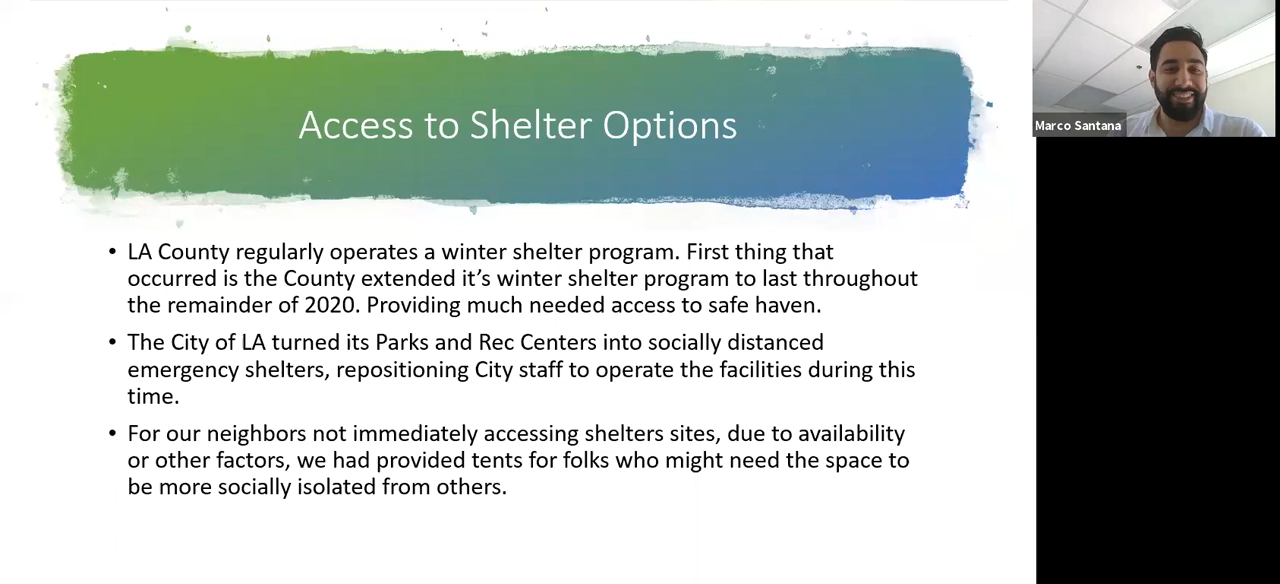 Access to Shelter Options
Marco Santana
• LA County regularly operates a winter shelter program. First thing that
occurred is the County extended it’s winter shelter program to last throughout
the remainder of 2020. Providing much needed access to safe haven.
• The City of LA turned its Parks and Rec Centers into socially distanced
emergency shelters, repositioning City staff to operate the facilities during this
time.
• For our neighbors not immediately accessing shelters sites, due to availability
or other factors, we had provided tents for folks who might need the space to
be more socially isolated from others.